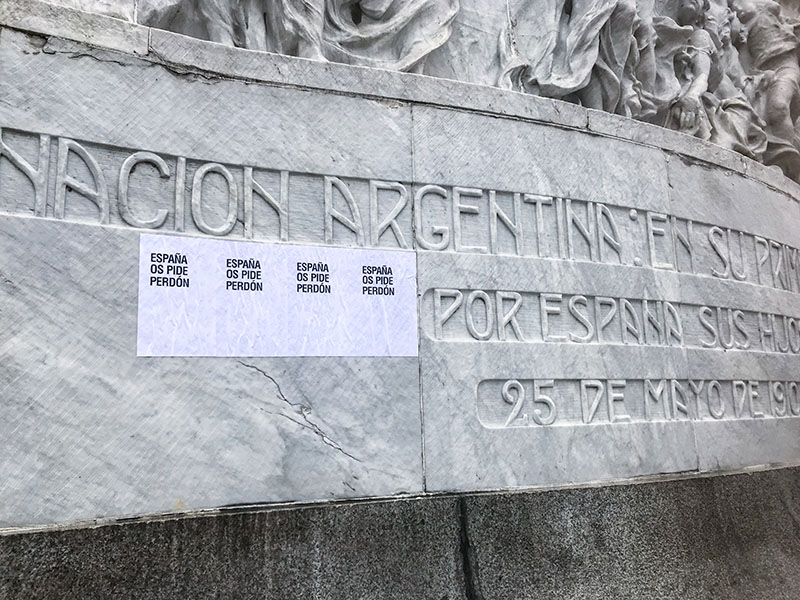 NACION ARGENTINA: EN SU PRIM
ESPAÑA
OS PIDE
PERDÓN
ESPAÑA
OS PIDE
PERDÓN
ESPAÑA
OS PIDE
PERDÓN
ESPAÑA
OS PIDE
PERDÓN
POR ESPAÑA SUS HIJO
25 DE MAYO DE 190